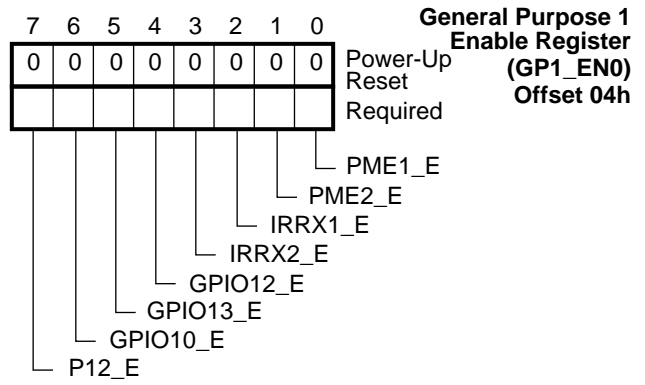 General Purpose 1
Enable Register
(GP1_EN0)
Offset 04h
7 6 5 4 3 2 1 0
0 0 0 0 0 0 0 0 Power-Up
Reset
Required
PME1_E
PME2_E
IRRX1_E
IRRX2_E
GPIO12_E
GPIO13_E
GPIO10_E
P12_E